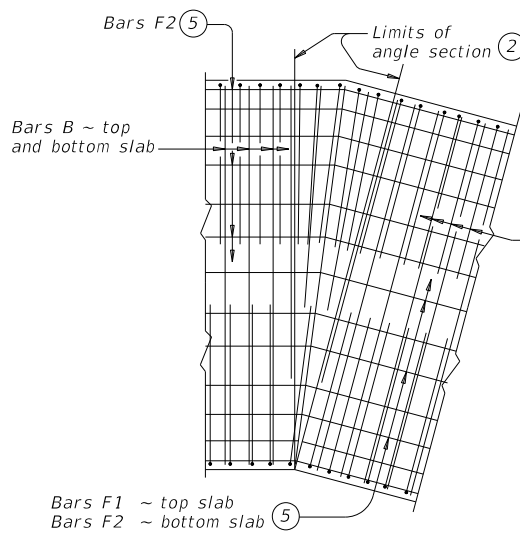 Bars F2 5
Limits of
angle section 2
Bars B ~ top
and bottom slab
Bars F1 ~ top slab
Bars F2 ~ bottom slab 5